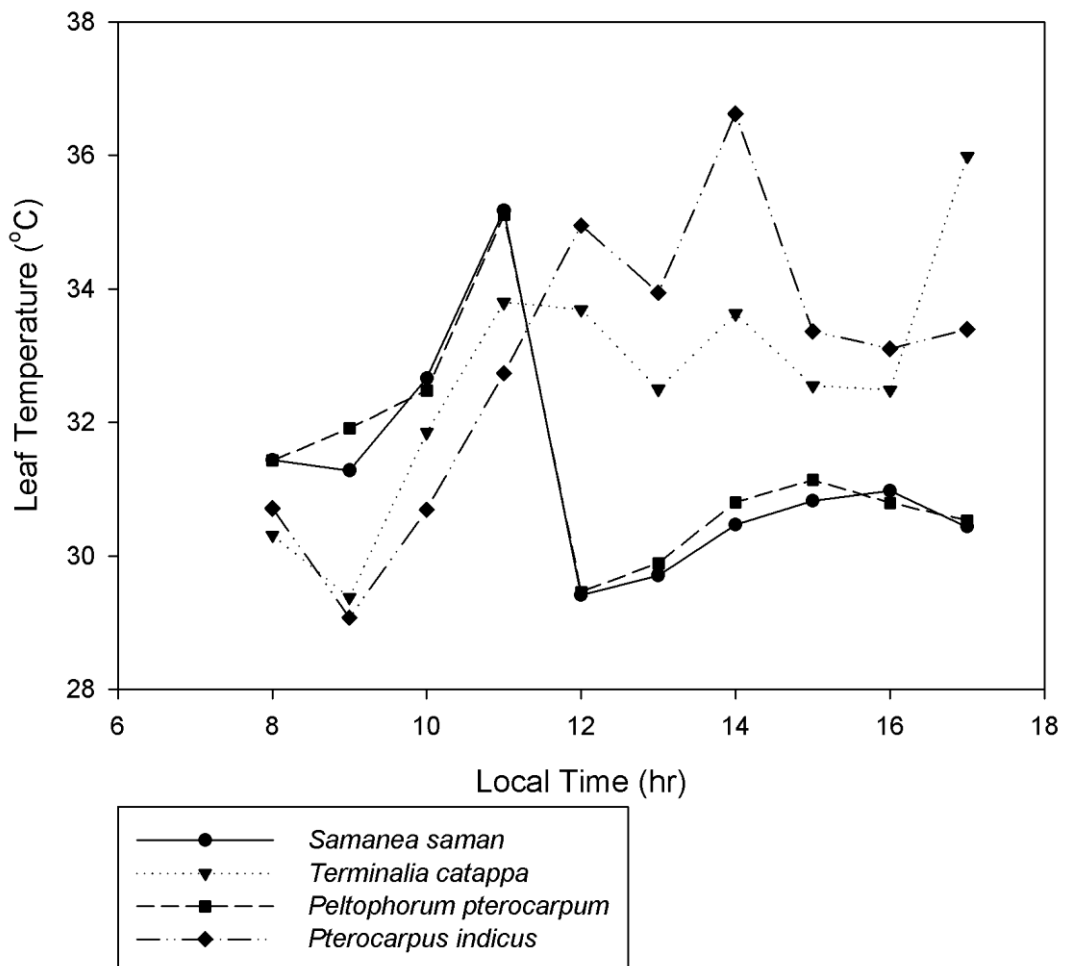 38
36
34
32
30
28
Leaf Temperature (°C)
6 8 10 12 14 16 18
Local Time (hr)
Samanea saman
Terminalia catappa
Peltophorum pterocarpum
Pterocarpus indicus